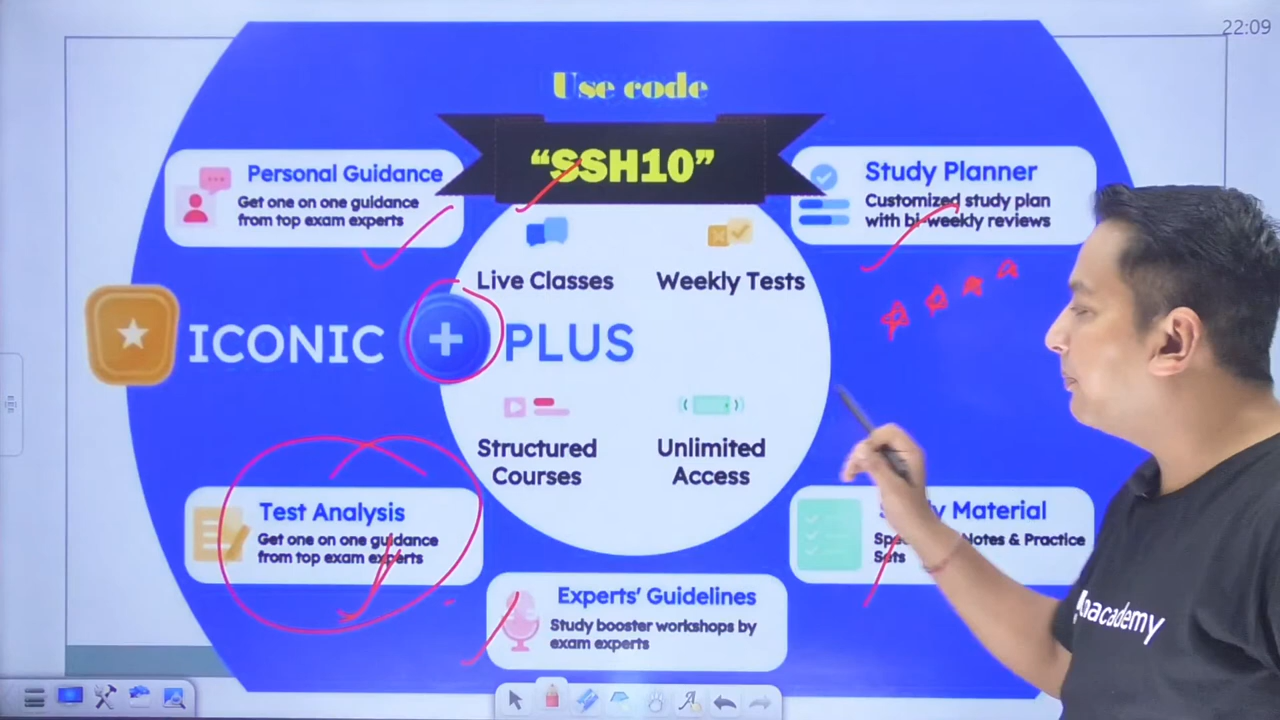 22:09
Use code
“SSH10”
Personal Guidance
Get one on one guidance
from top exam experts
Study Planner
Customized study plan
with bi-weekly reviews
Live Classes
Weekly Tests
ICONIC
PLUS
Structured
Courses
Unlimited
Access
Test Analysis
Get one on one guidance
from top exam experts
Material
Notes & Practice
Sets
Experts' Guidelines
Study booster workshops by
exam experts
unacademy